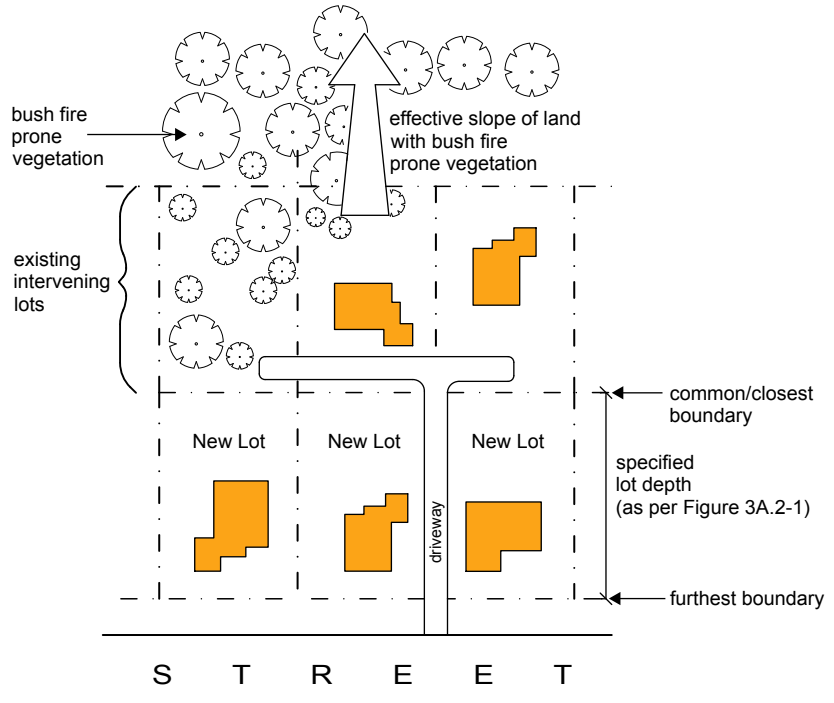 bush fire
prone
vegetation
effective slope of land
with bush fire
prone vegetation
existing
intervening
lots
common/closest
boundary
New Lot
New Lot
New Lot
specified
lot depth
(as per Figure 3A.2-1)
driveway
furthest boundary
S T R E E T